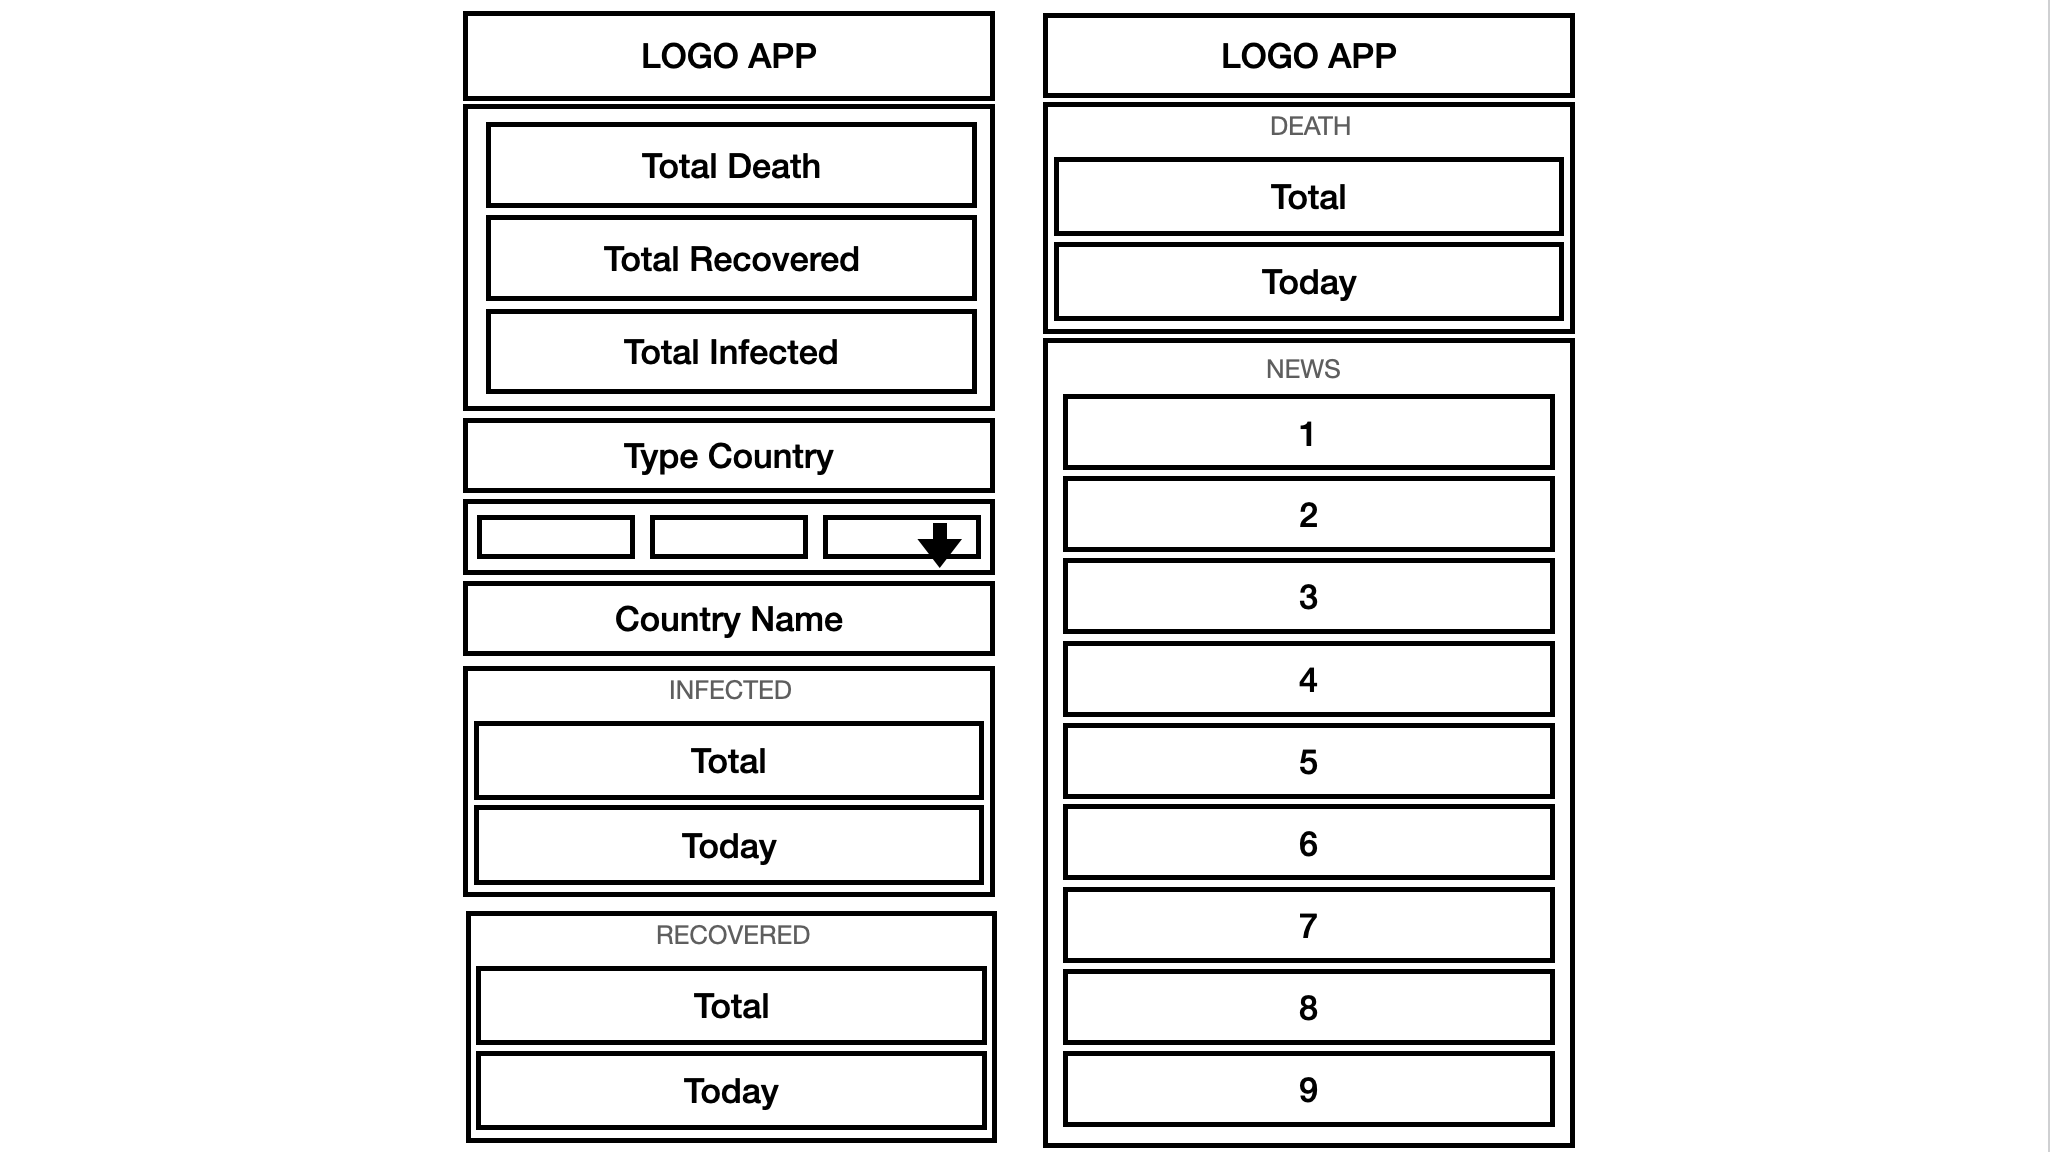 LOGO APP
Total Death
Total Recovered
Total Infected
Type Country
Country Name
INFECTED
Total
Today
RECOVERED
Total
Today
LOGO APP
DEATH
Total
Today
NEWS
1
2
3
4
5
6
7
8
9